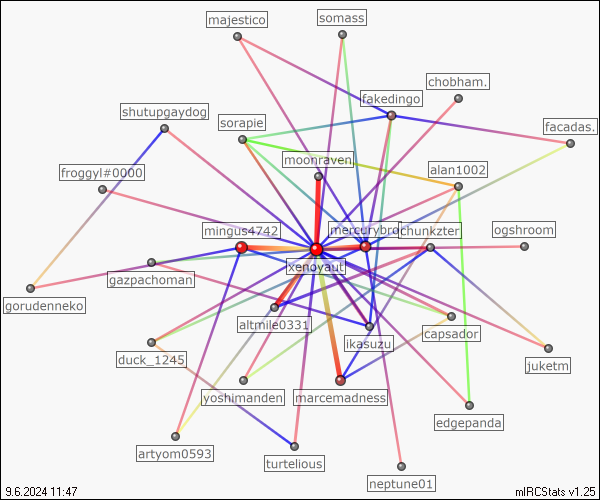 majestico
somass
chobham.
fakedingo
shutupgaydog
sorapie
facadas.
moonraven
froggyl#0000
alan1002
mingus4742
mercurybro
chunkzter
ogshroom
xenoyaut
gazpachoman
gorudenneko
altmile0331
capsador
ikasuzu
duck_1245
juketm
yoshimanden
marcemadness
edgepanda
artyom0593
turtelious
neptune01
9.6.2024 11:47
mIRCStats v1.25